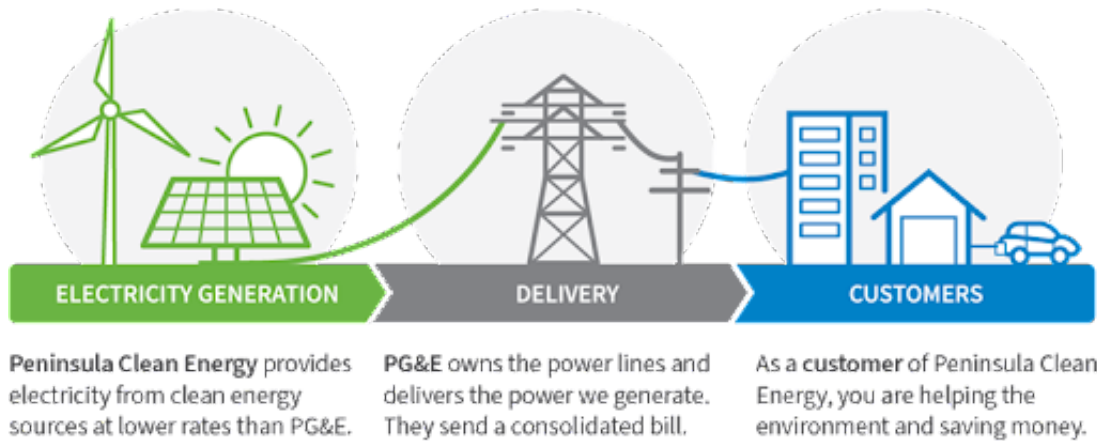 ELECTRICITY GENERATION
DELIVERY
CUSTOMERS
Peninsula Clean Energy provides
electricity from clean energy
sources at lower rates than PG&E.
PG&E owns the power lines and
delivers the power we generate.
They send a consolidated bill.
As a customer of Peninsula Clean
Energy, you are helping the
environment and saving money.